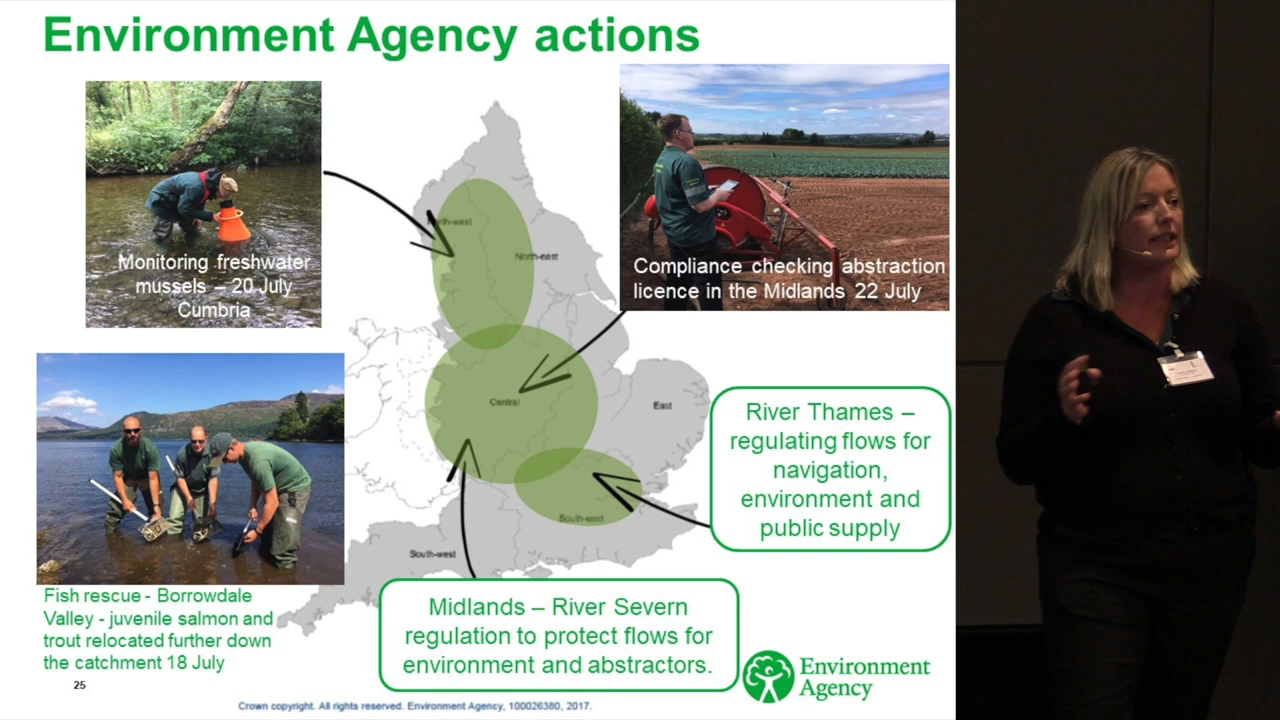 Environment Agency actions
Monitoring freshwater
mussels – 20 July
Cumbria
Compliance checking abstraction
licence in the Midlands 22 July
North-east
Central
East
South-east
South-west
River Thames –
regulating flows for
navigation,
environment and
public supply
Fish rescue - Borrowdale
Valley - juvenile salmon and
trout relocated further down
the catchment 18 July
Midlands – River Severn
regulation to protect flows for
environment and abstractors.
Environment
Agency
25
Crown copyright. All rights reserved. Environment Agency, 100026380, 2017.